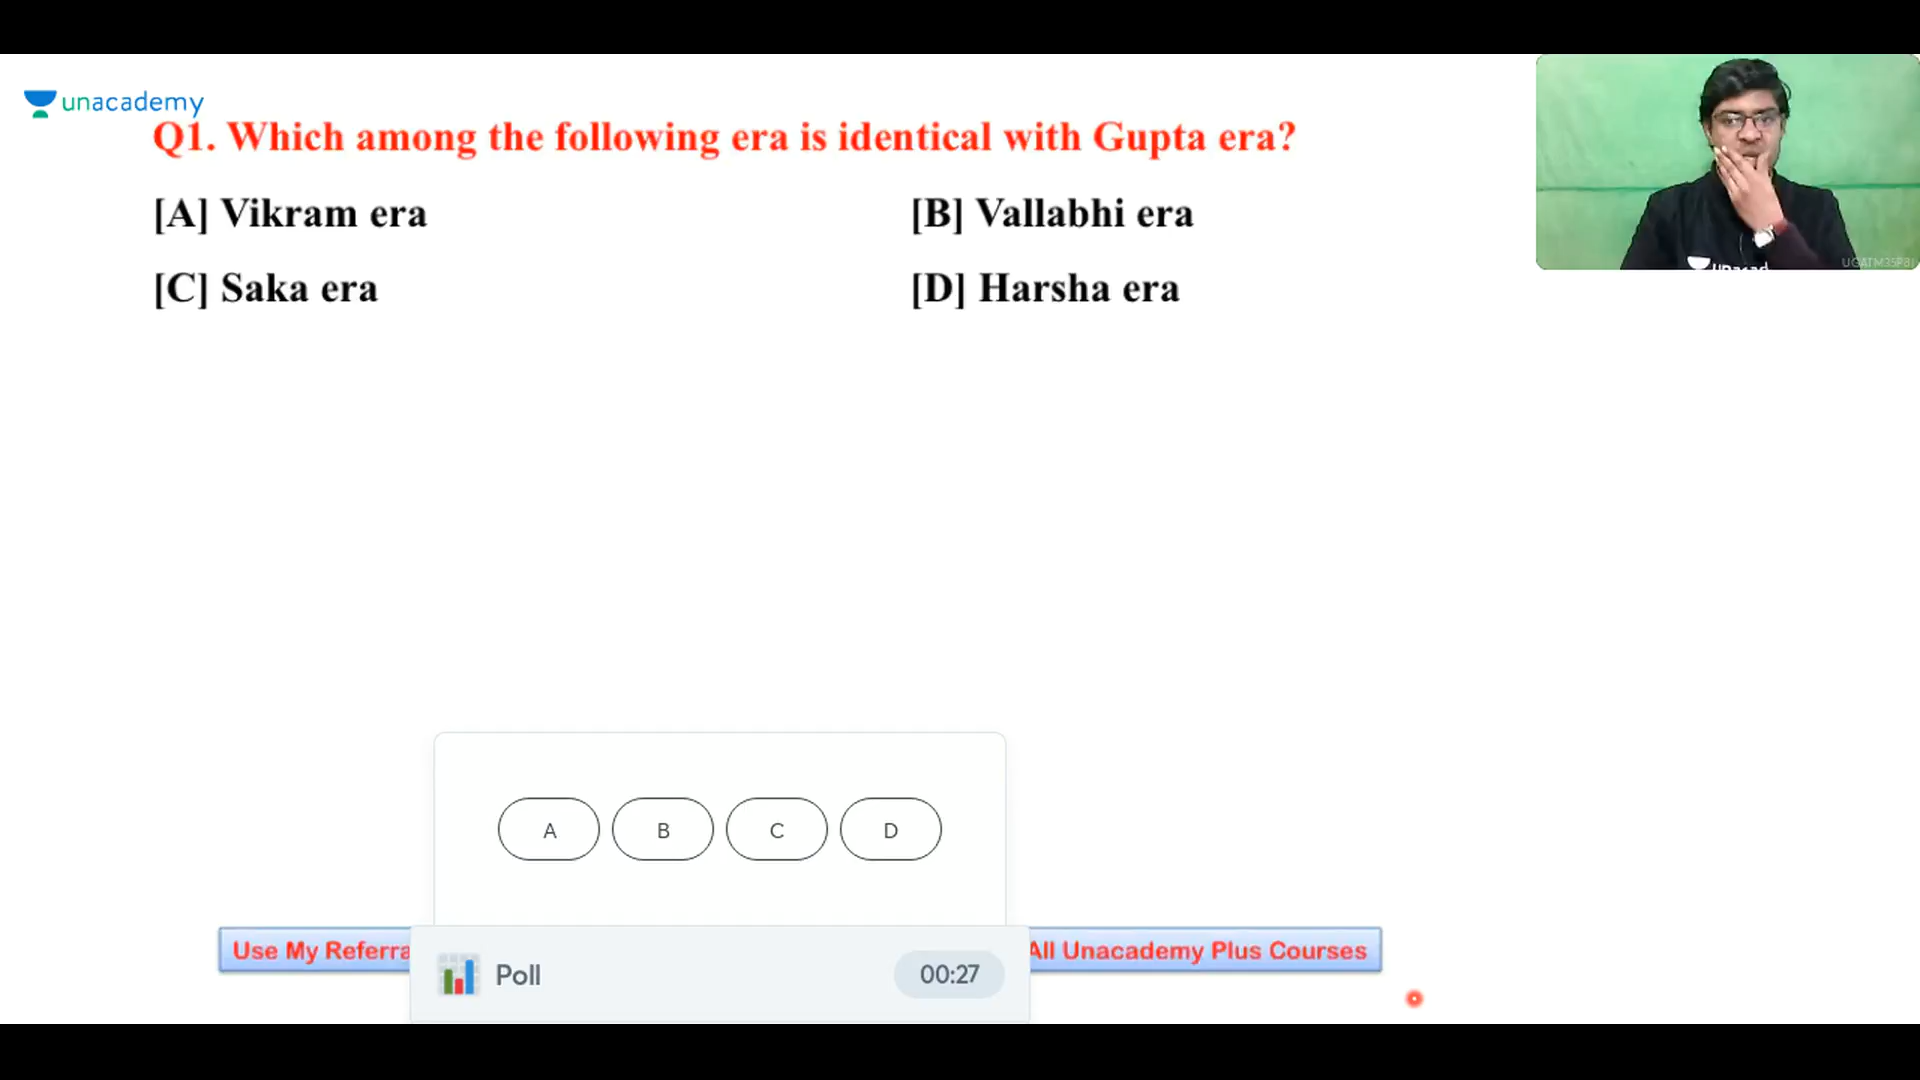 unacademy
Q1. Which among the following era is identical with Gupta era?
[A] Vikram era
[B] Vallabhi era
[C] Saka era
[D] Harsha era
A B C D
Use My Referra
All Unacademy Plus Courses
Poll
00:27